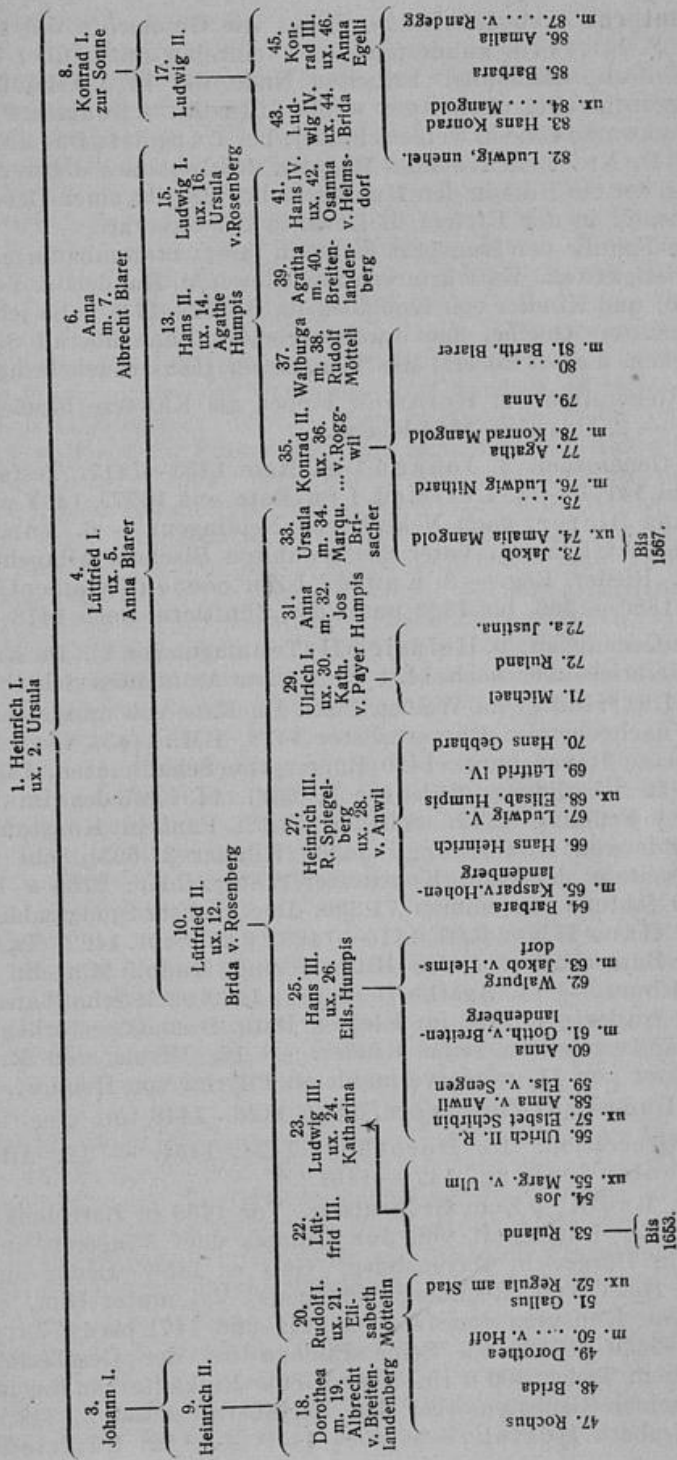 1. Heinrich I.
ux. 2. Ursula
3.
Johann I.
4.
Lütfried I.
ux. 5.
Anna Blarer
6.
Anna
m. 7.
Albrecht Blarer
8.
Konrad I.
zur Sonne
9.
Heinrich II.
10.
Lütfried II.
ux. 12.
Brida v. Rosenberg
13.
Hans II.
ux. 14.
Agathe
Humpis
15.
Ludwig I.
ux. 16.
Ursula
v.Rosenberg
17.
Ludwig II.
18.
Dorothea
m. 19.
Albrecht
v. Breiten-
landenberg
20.
Rudolf I.
ux. 21.
Eli-
sabeth
Möttelin
22.
Lüt-
frid III.
23.
Ludwig III.
ux. 24.
Katharina
25.
Hans III.
ux. 26.
Elis. Humpis
27.
Heinrich III.
R. Spiegel-
berg
ux. 28.
v. Anwil
29.
Ulrich I.
ux. 30.
Kath.
v. Payer
31.
Anna
m. 32.
Jos
Humpis
33.
Ursula
m. 34.
Marqu.
Bri-
sacher
35.
Konrad II.
ux. 36.
... v.Rogg-
wil
37.
Walburga
m. 38.
Rudolf
Mötteli
39.
Agatha
m. 40.
Breiten-
landen-
berg
41.
Hans IV.
ux. 42.
Osanna
v. Helms-
dorf
43.
Lud-
wig IV.
ux. 44.
Brida
45.
Kon-
rad III.
ux. 46.
Anna
Egelli
47. Rochus
48. Brida
49. Dorothea
m. 50. .... v. Hoff
51. Gallus
ux 52. Regula am Stad
53. Ruland
Bis
1653.
54. Jos
ux 55. Marg. v. Ulm
56. Ulrich II. R.
ux 57. Elsbet Schirbin
58. Anna v. Anwil
59. Els. v. Sengen
60. Anna
m. 61. Gotth. v. Breiten-
landenberg
62. Walpurg
m. 63. Jakob v. Helms-
dorf
64. Barbara
m. 65. Kaspar v. Hohen-
landenberg
66. Hans Heinrich
67. Ludwig V.
ux 68. Elisab. Humpis
69. Lütfrid IV.
70. Hans Gebhard
71. Michael
72. Ruland
72a. Justina.
73. Jakob
ux 74. Amalia Mangold
Bis
1567.
75. ....
m. 76. Ludwig Nithard
77. Agatha
m. 78. Konrad Mangold
79. Anna
80. ....
m. 81. Barth. Blarer
82. Ludwig, unehel.
83. Hans Konrad
ux 84. .... Mangold
85. Barbara
86. Amalia
m. 87. .... v. Randegg